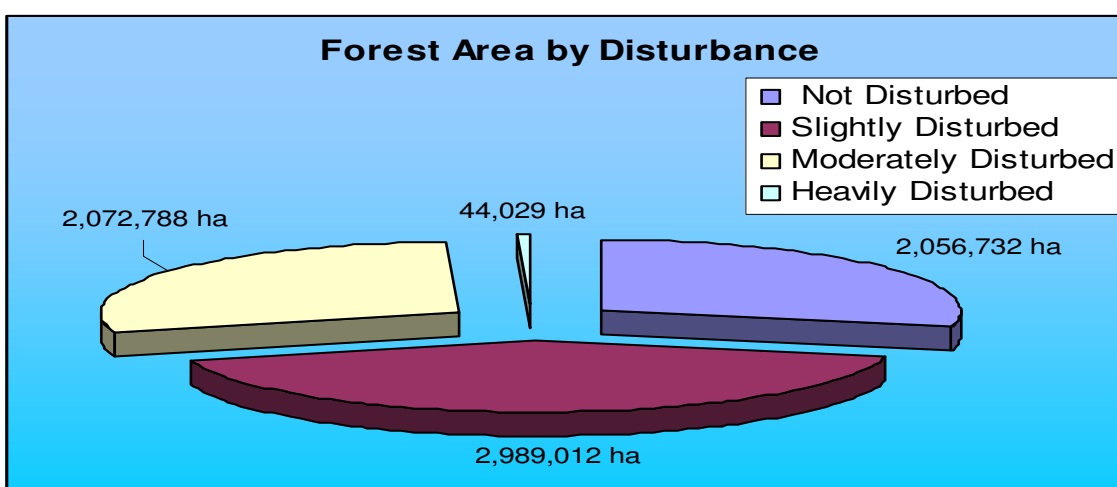 Forest Area by Disturbance
Not Disturbed
Slightly Disturbed
Moderately Disturbed
Heavily Disturbed
2,072,788 ha
44,029 ha
2,056,732 ha
2,989,012 ha